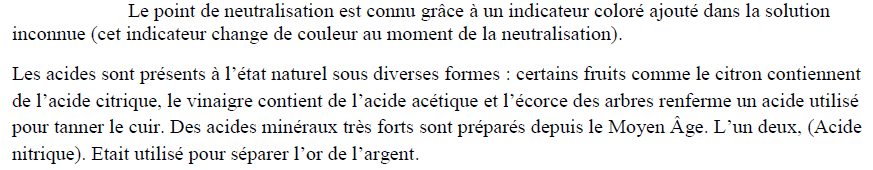 Le point de neutralisation est connu grâce à un indicateur coloré ajouté dans la solution
inconnue (cet indicateur change de couleur au moment de la neutralisation).
Les acides sont présents à l’état naturel sous diverses formes : certains fruits comme le citron contiennent
de l’acide citrique, le vinaigre contient de l’acide acétique et l’écorce des arbres renferme un acide utilisé
pour tanner le cuir. Des acides minéraux très forts sont préparés depuis le Moyen Âge. L’un deux, (Acide
nitrique). Etait utilisé pour séparer l’or de l’argent.